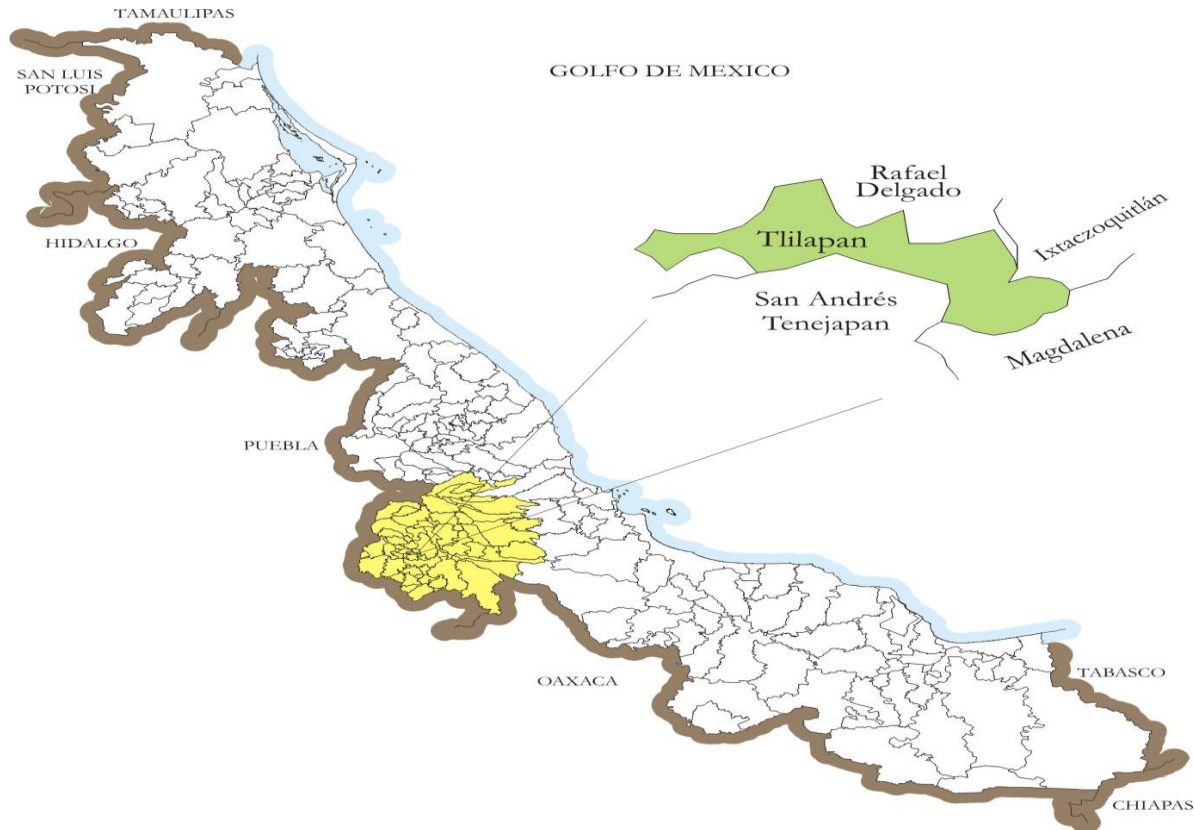 TAMAULIPAS
SAN LUIS
POTOSI
GOLFO DE MEXICO
Rafael
Delgado
Ixtaczoquitlán
Tlilapan
HIDALGO
San Andrés
Tenejapan
Magdalena
PUEBLA
OAXACA
TABASCO
CHIAPAS